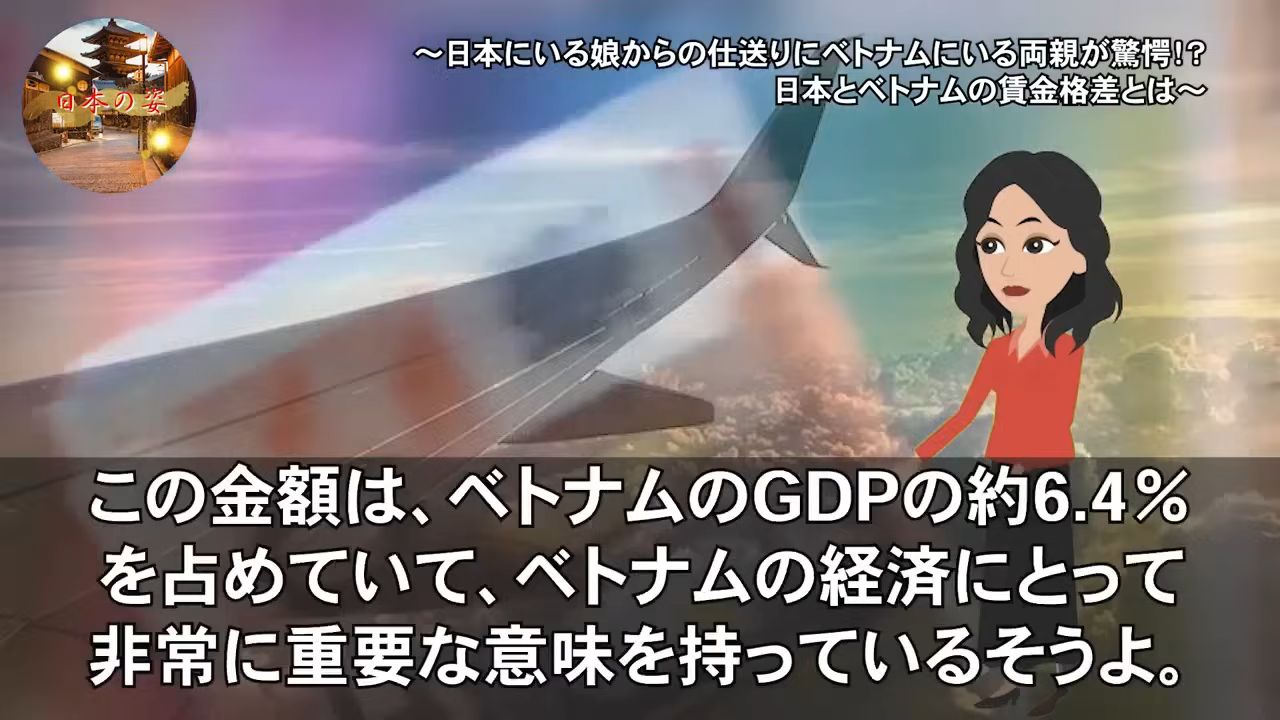 日本の姿
～日本にいる娘からの仕送りにベトナムにいる両親が驚愕!?
日本とベトナムの賃金格差とは～
この金額は、ベトナムのGDPの約6.4%
を占めていて、ベトナムの経済にとって
非常に重要な意味を持っているそうよ。